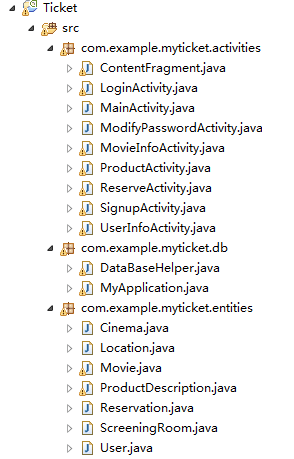 Ticket
src
com.example.myticket.activities
ContentFragment.java
LoginActivity.java
MainActivity.java
ModifyPasswordActivity.java
MovieInfoActivity.java
ProductActivity.java
ReserveActivity.java
SignupActivity.java
UserInfoActivity.java
com.example.myticket.db
DataBaseHelper.java
MyApplication.java
com.example.myticket.entities
Cinema.java
Location.java
Movie.java
ProductDescription.java
Reservation.java
ScreeningRoom.java
User.java